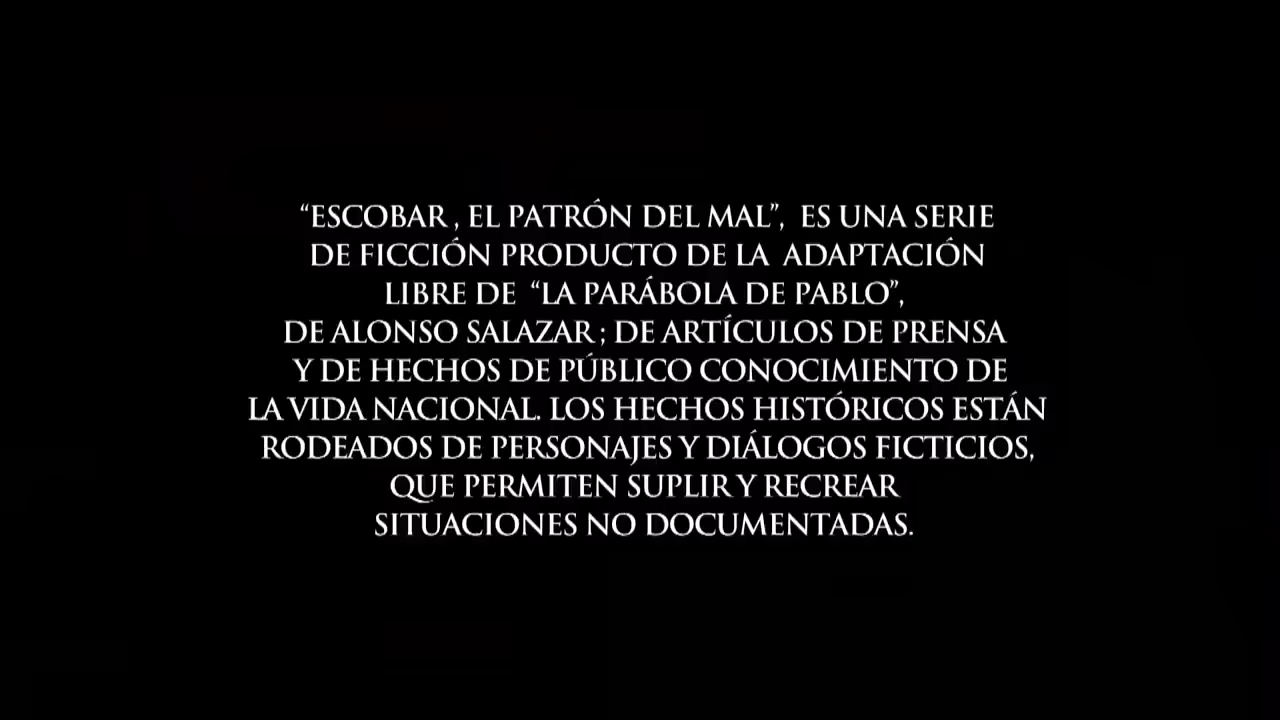 “ESCOBAR , EL PATRÓN DEL MAL”, ES UNA SERIE
DE FICCIÓN PRODUCTO DE LA ADAPTACIÓN
LIBRE DE “LA PARÁBOLA DE PABLO”,
DE ALONSO SALAZAR ; DE ARTÍCULOS DE PRENSA
Y DE HECHOS DE PÚBLICO CONOCIMIENTO DE
LA VIDA NACIONAL. LOS HECHOS HISTÓRICOS ESTÁN
RODEADOS DE PERSONAJES Y DIÁLOGOS FICTICIOS,
QUE PERMITEN SUPLIR Y RECREAR
SITUACIONES NO DOCUMENTADAS.